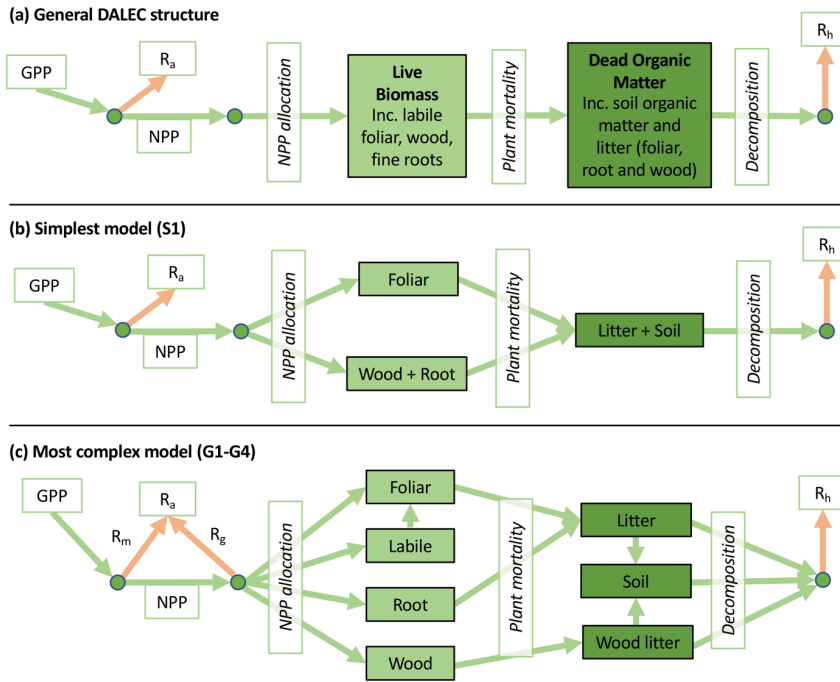 (a) General DALEC structure
GPP
Ra
NPP
NPP allocation
Live
Biomass
Inc. labile
foliar, wood,
fine roots
Plant mortality
Dead Organic
Matter
Inc. soil organic
matter and
litter (foliar,
root and wood)
Decomposition
Rh
(b) Simplest model (S1)
GPP
Ra
NPP
NPP allocation
Foliar
Wood + Root
Plant mortality
Litter + Soil
Decomposition
Rh
(c) Most complex model (G1-G4)
GPP
Ra
Rm
Rg
NPP
NPP allocation
Foliar
Labile
Root
Wood
Plant mortality
Litter
Soil
Wood litter
Decomposition
Rh